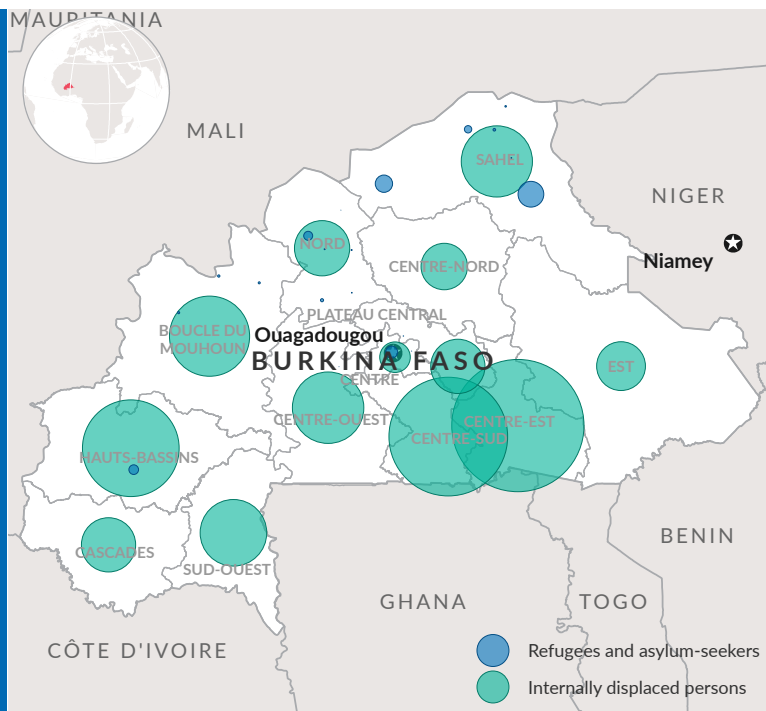 MAURITANIA
MALI
SAHEL
NIGER
NORD
Niamey
CENTRE-NORD
PLATEAU CENTRAL
BOUCLE DU
MOUHOUN
Ouagadougou
BURKINA FASO
EST
CENTRE
CENTRE-OUEST
CENTRE-EST
CENTRE-SUD
HAUTS-BASSINS
BENIN
CASCADES
SUD-OUEST
GHANA
TOGO
CÔTE D'IVOIRE
Refugees and asylum-seekers
Internally displaced persons